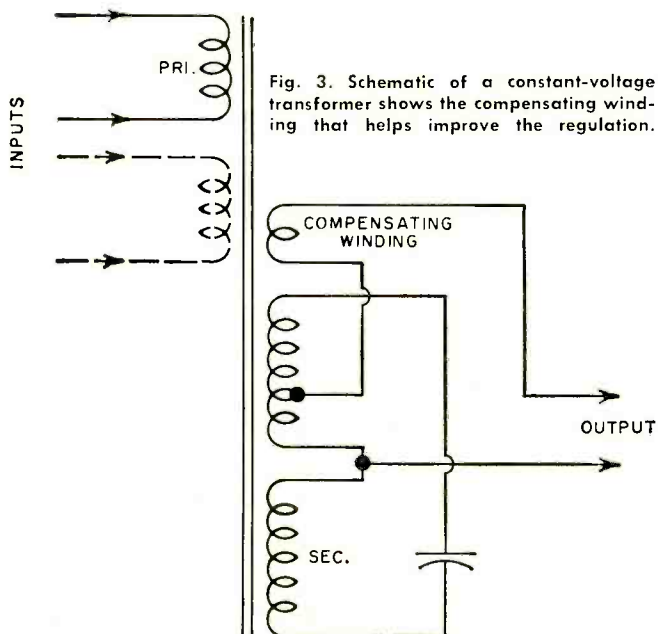 INPUTS
PRI.
Fig. 3. Schematic of a constant-voltage
transformer shows the compensating wind-
ing that helps improve the regulation.
COMPENSATING
WINDING
OUTPUT
SEC.